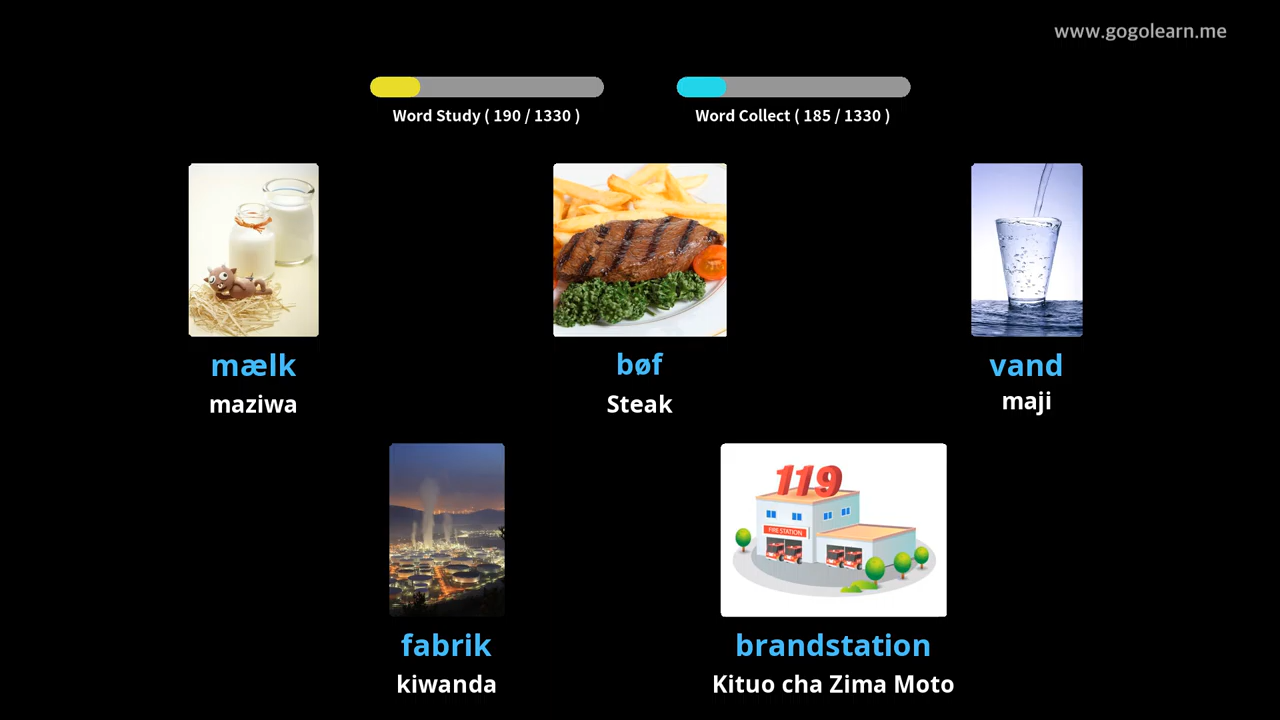 www.gogolearn.me
Word Study ( 190 / 1330 )
Word Collect ( 185 / 1330 )
mælk
maziwa
bøf
Steak
vand
maji
119
FIRE STATION
fabrik
kiwanda
brandstation
Kituo cha Zima Moto